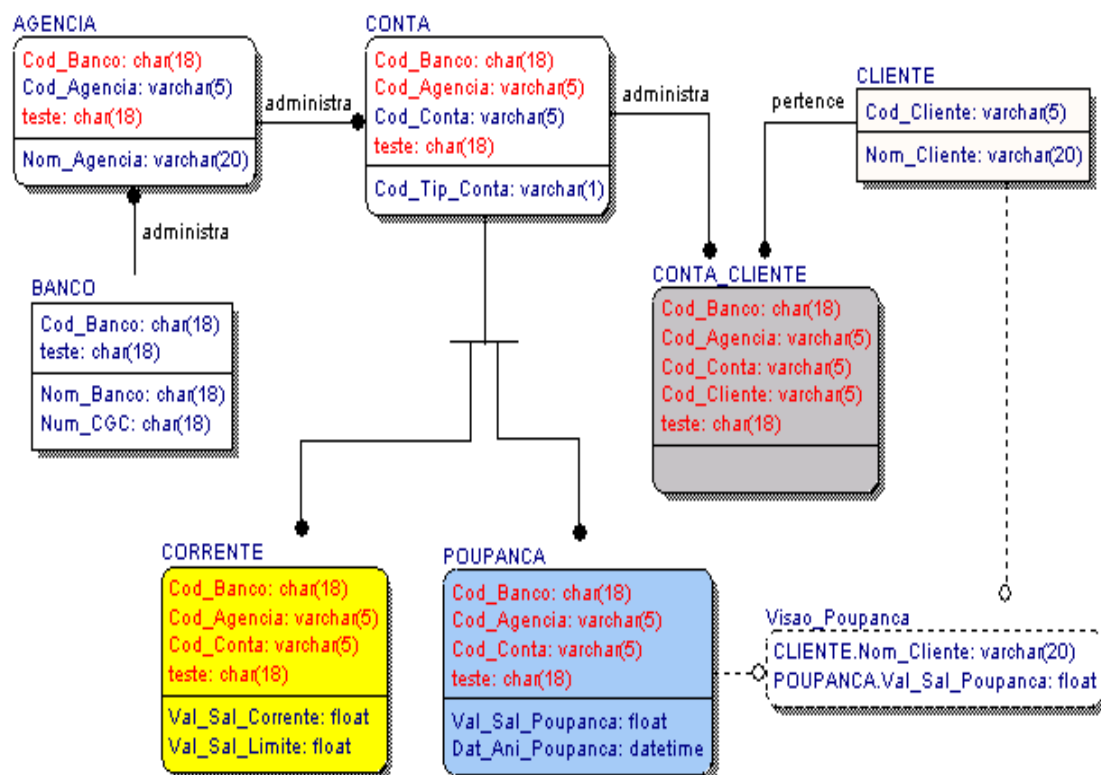 AGENCIA
Cod_Banco: char(18)
Cod_Agencia: varchar(5)
teste: char(18)
Nom_Agencia: varchar(20)
administra
CONTA
Cod_Banco: char(18)
Cod_Agencia: varchar(5)
Cod_Conta: varchar(5)
teste: char(18)
Cod_Tip_Conta: varchar(1)
administra
pertence
CLIENTE
Cod_Cliente: varchar(5)
Nom_Cliente: varchar(20)
administra
BANCO
Cod_Banco: char(18)
teste: char(18)
Nom_Banco: char(18)
Num_CGC: char(18)
CONTA_CLIENTE
Cod_Banco: char(18)
Cod_Agencia: varchar(5)
Cod_Conta: varchar(5)
Cod_Cliente: varchar(5)
teste: char(18)
CORRENTE
Cod_Banco: char(18)
Cod_Agencia: varchar(5)
Cod_Conta: varchar(5)
teste: char(18)
Val_Sal_Corrente: float
Val_Sal_Limite: float
POUPANCA
Cod_Banco: char(18)
Cod_Agencia: varchar(5)
Cod_Conta: varchar(5)
teste: char(18)
Val_Sal_Poupanca: float
Dat_Ani_Poupanca: datetime
Visao_Poupanca
CLIENTE.Nom_Cliente: varchar(20)
POUPANCA.Val_Sal_Poupanca: float